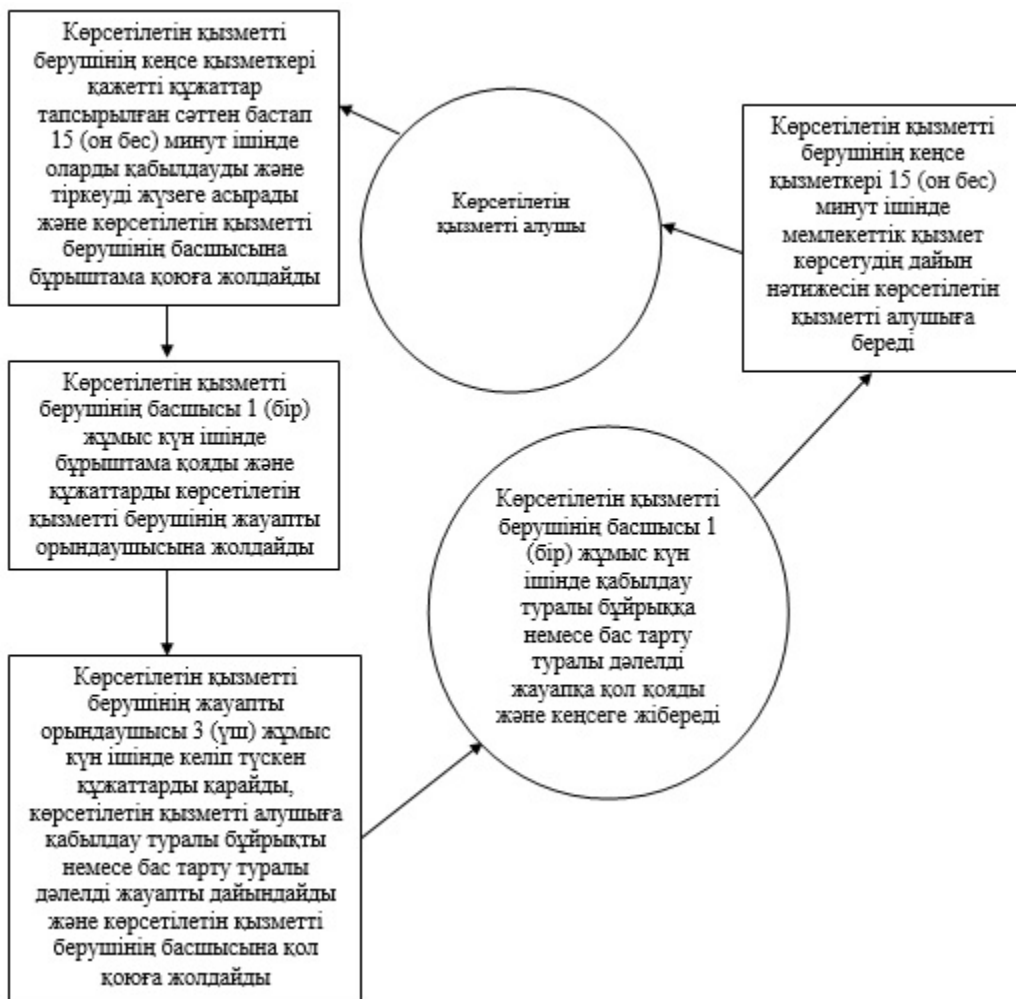 Көрсетілетін қызметті
берушінің кеңсе қызметкері
қажетті құжаттар
тапсырылған сәттен бастап
15 (он бес) минут ішінде
оларды қабылдауды және
тіркеуді жүзеге асырады
және көрсетілетін қызметті
берушінің басшысына
бұрыштама қоюға жолдайды
Көрсетілетін қызметті
берушінің басшысы 1 (бір)
жұмыс күн ішінде
бұрыштама қояды және
құжаттарды көрсетілетін
қызметті берушінің жауапты
орындаушысына жолдайды
Көрсетілетін қызметті
берушінің жауапты
орындаушысы 3 (үш) жұмыс
күн ішінде келіп түскен
құжаттарды қарайды,
көрсетілетін қызметті алушыға
қабылдау туралы бұйрықты
немесе бас тарту туралы
дәлелді жауапты дайындайды
және көрсетілетін қызметті
берушінің басшысына қол
қоюға жолдайды
Көрсетілетін қызметті
берушінің басшысы 1
(бір) жұмыс күн
ішінде қабылдау
туралы бұйрыққа
немесе бас тарту
туралы дәлелді
жауапқа қол қояды
және кеңсеге жібереді
Көрсетілетін қызметті
берушінің кеңсе
қызметкері 15 (он бес)
минут ішінде
мемлекеттік қызмет
көрсетудің дайын
нәтижесін көрсетілетін
қызметті алушыға
береді
Көрсетілетін
қызметті алушы